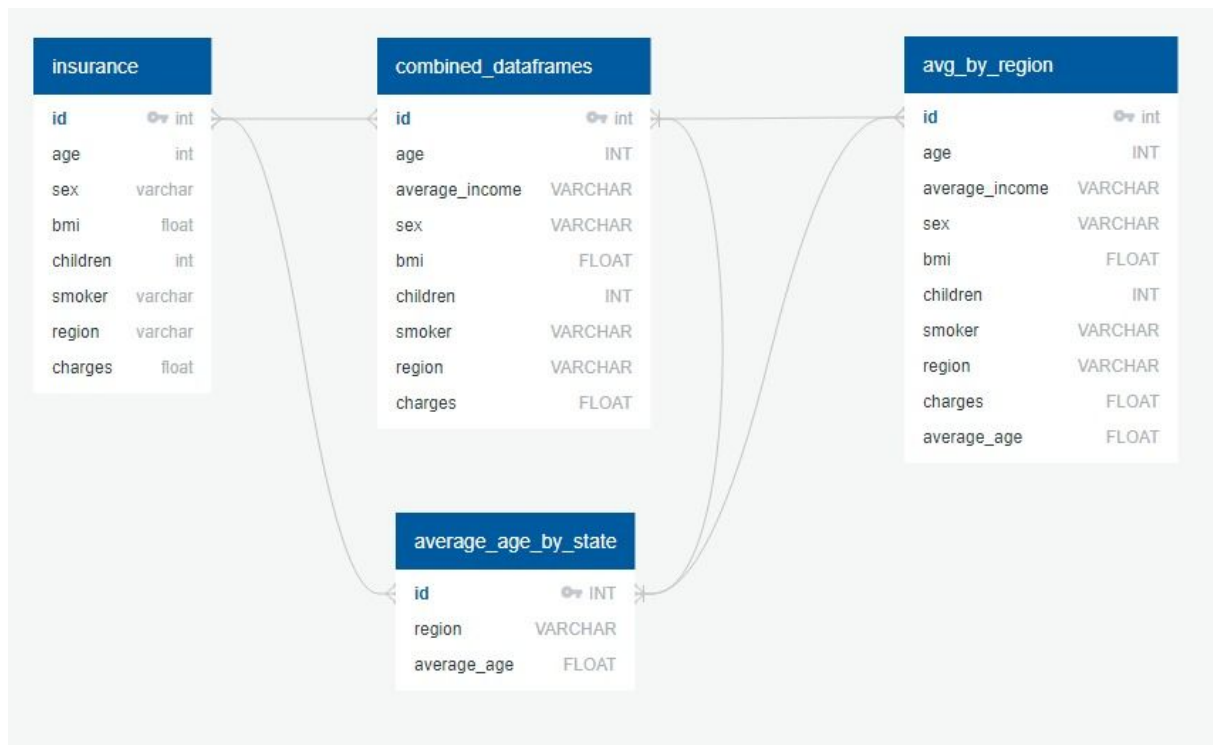 insurance
id int
age int
sex varchar
bmi float
children int
smoker varchar
region varchar
charges float
combined_dataframes
id int
age INT
average_income VARCHAR
sex VARCHAR
bmi FLOAT
children INT
smoker VARCHAR
region VARCHAR
charges FLOAT
avg_by_region
id int
age INT
average_income VARCHAR
sex VARCHAR
bmi FLOAT
children INT
smoker VARCHAR
region VARCHAR
charges FLOAT
average_age FLOAT
average_age_by_state
id INT
region VARCHAR
average_age FLOAT